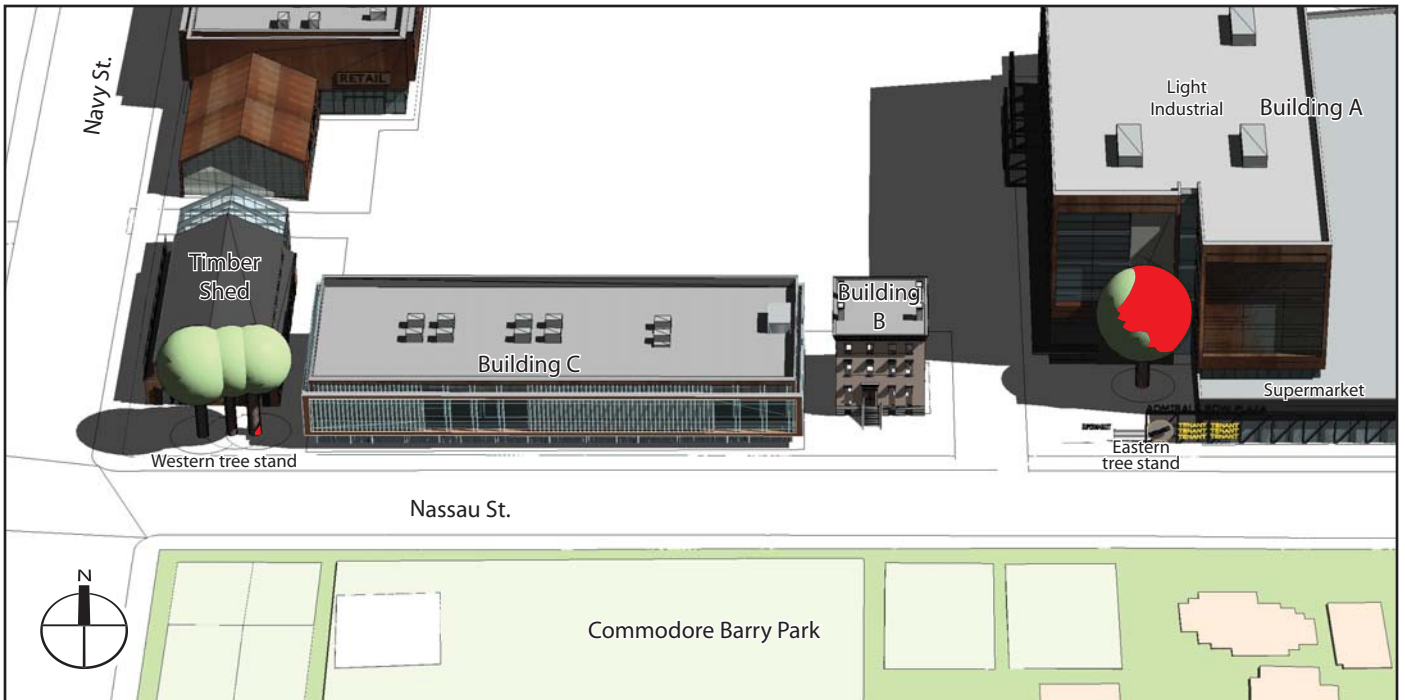 Navy St.
RETAIL
Light
Industrial
Building A
Timber
Shed
Building
B
Building C
Supermarket
SUPERMARKET
TENANT TENANT
TENANT TENANT
TENANT TENANT
Western tree stand
Eastern
tree stand
Nassau St.
N
Commodore Barry Park